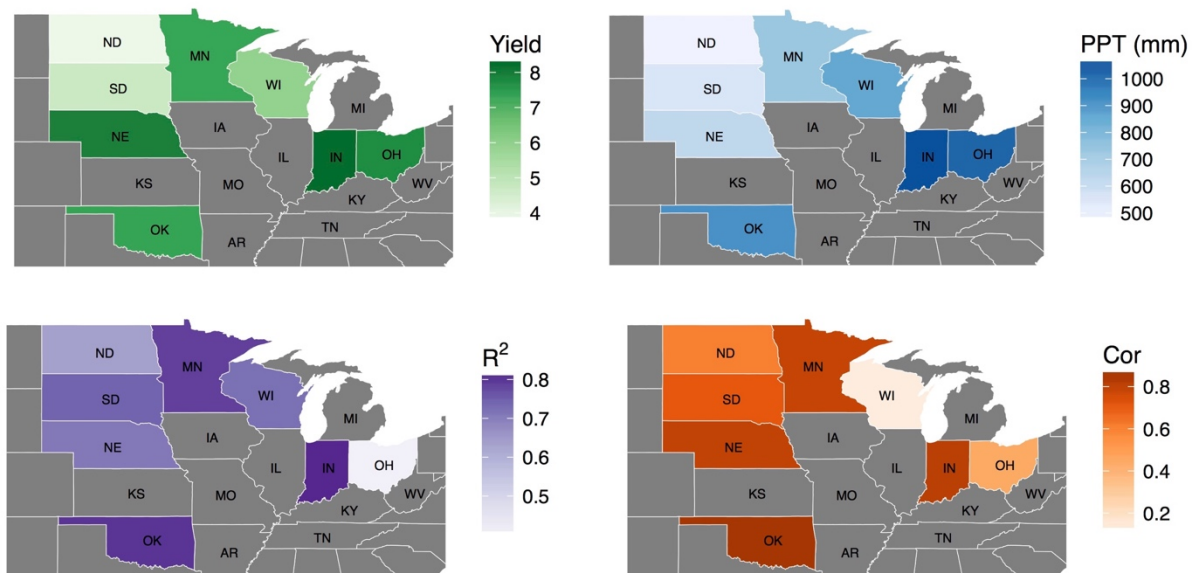 Yield
8
7
6
5
4
ND
MN
SD
WI
MI
NE
IA
IL
IN
OH
KS
MO
WV
KY
OK
AR
TN
PPT (mm)
1000
900
800
700
600
500
ND
MN
SD
WI
MI
NE
IA
IL
IN
OH
KS
MO
WV
KY
OK
AR
TN
R²
0.8
0.7
0.6
0.5
ND
MN
SD
WI
MI
NE
IA
IL
IN
OH
KS
MO
WV
KY
OK
AR
TN
Cor
0.8
0.6
0.4
0.2
ND
MN
SD
WI
MI
NE
IA
IL
IN
OH
KS
MO
WV
KY
OK
AR
TN